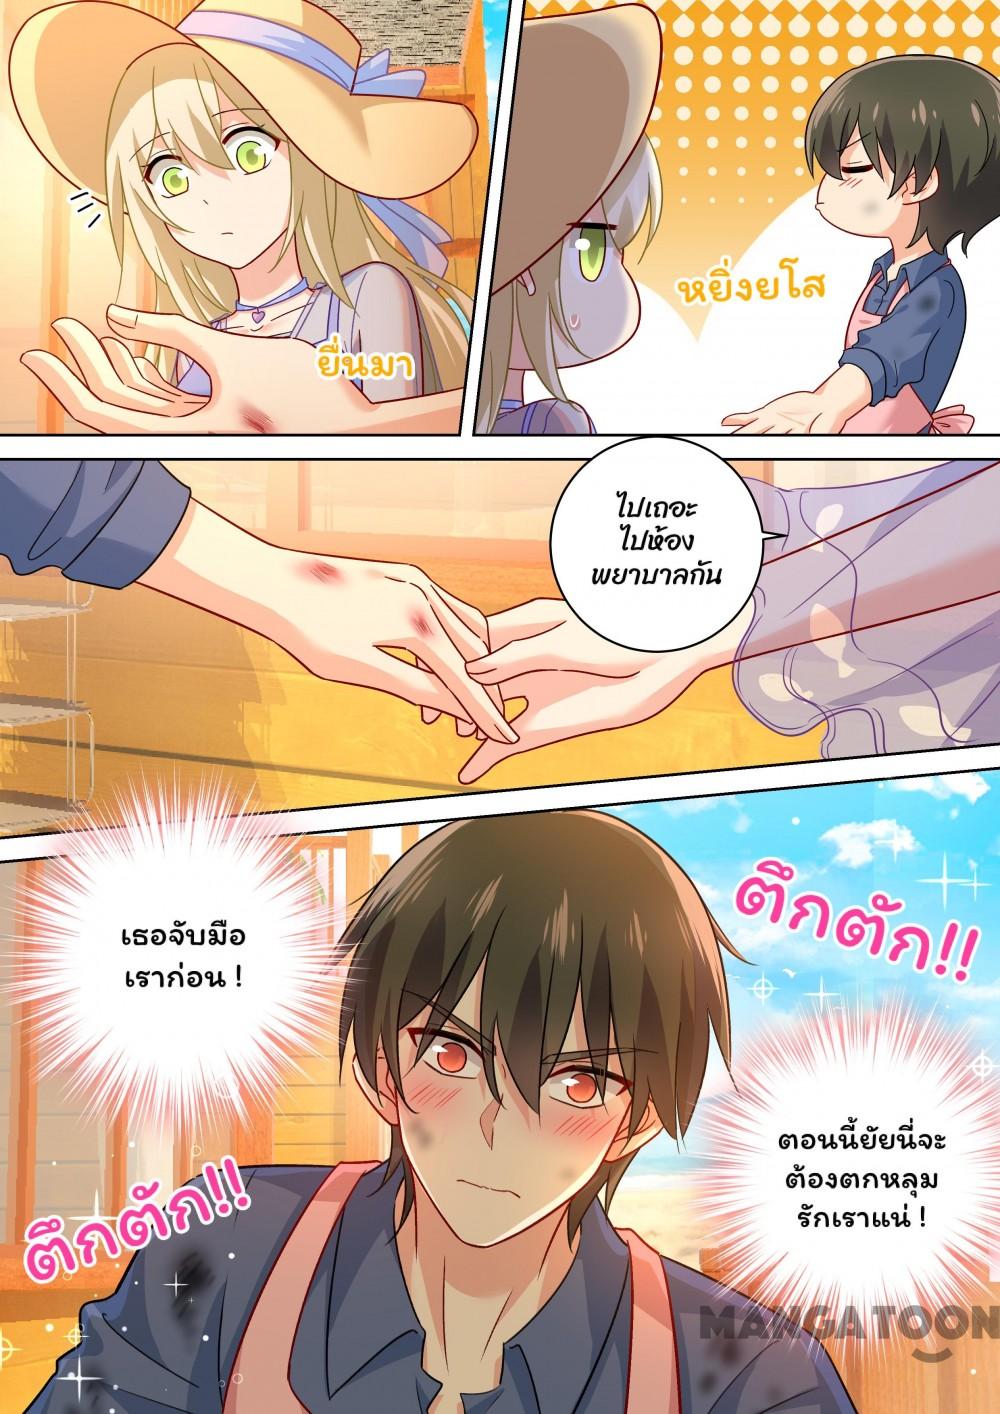 ยื่นมา
หยิ่งยโส
ไปเถอะ
ไปห้อง
พยาบาลกัน
เธอจับมือ
เราก่อน !
ตึกตัก!!
ตอนนี้ยัยนี่จะ
ต้องตกหลุม
รักเราแน่ !
ตึกตัก!!
MANGATOON